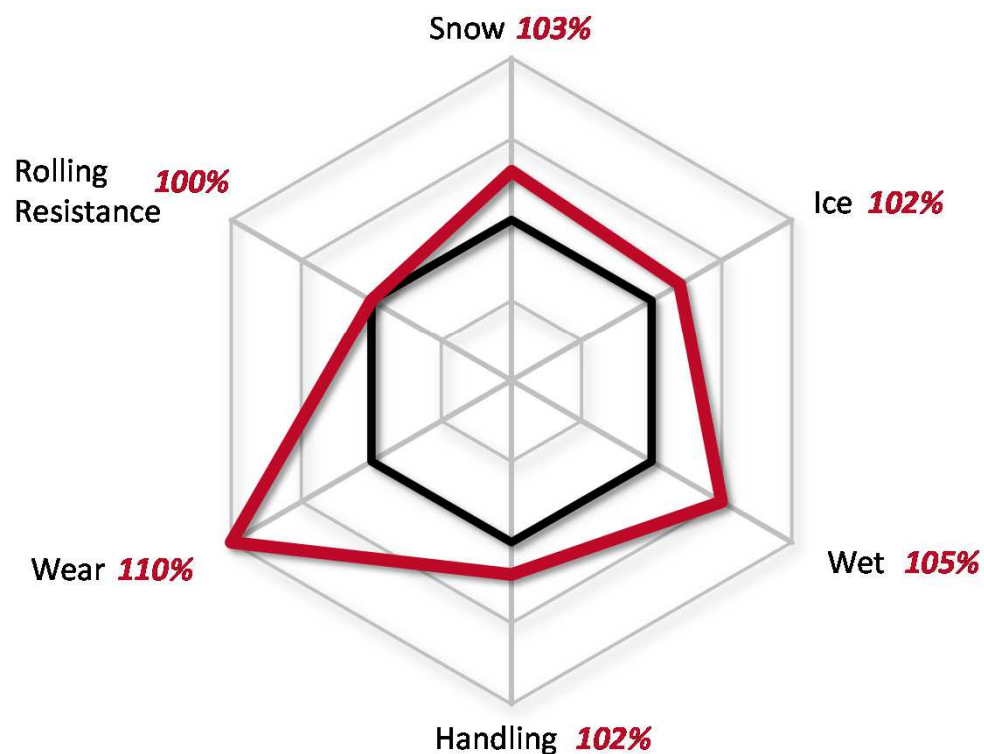 Snow 103%
Rolling
Resistance 100%
Ice 102%
Wear 110%
Wet 105%
Handling 102%